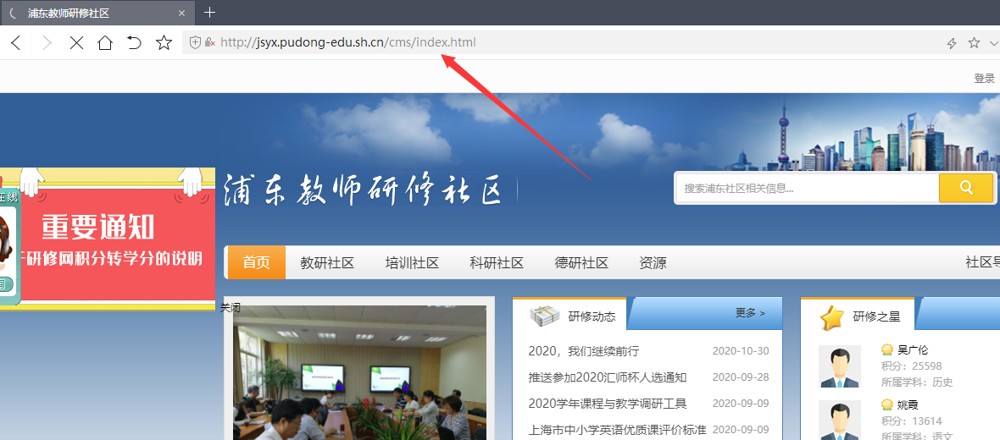 浦东教师研修社区
http://jsyx.pudong-edu.sh.cn/cms/index.html
登录
浦东教师研修社区
搜索浦东社区相关信息...
在线
重要通知
研修网积分转学分的说明
关闭
首页 教研社区 培训社区 科研社区 德研社区 资源 社区导
研修动态 更多 >
2020，我们继续前行 2020-10-30
推送参加2020汇师杯人选通知 2020-09-28
2020学年课程与教学调研工具 2020-09-09
上海市中小学英语优质课评价标准 2020-09-09
研修之星
吴广伦
积分：25598
所属学科：历史
姚霞
积分：13614
所属学科：语文